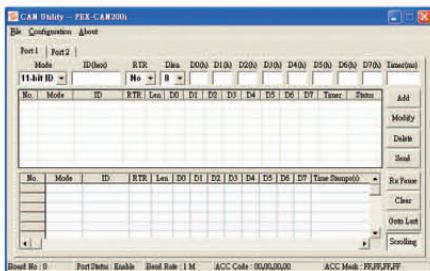 CAN Utility -- PEX-CAN200i
File Configuration About
Port 1 Port 2
Mode ID(hex) RTR Dlen D0(h) D1(h) D2(h) D3(h) D4(h) D5(h) D6(h) D7(h) Timer(ms)
11-bit ID No 8
No. Mode ID RTR Len D0 D1 D2 D3 D4 D5 D6 D7 Timer Status
Add
Modify
Delete
Send
No. Mode ID RTR Len D0 D1 D2 D3 D4 D5 D6 D7 Time Stamps(s)
Rx Pause
Clear
Goto Last
Scrolling
Board No : 0 Port Status : Enable Baud Rate : 1 M ACC Code : 00,00,00,00 ACC Mask : FF,FF,FF,FF